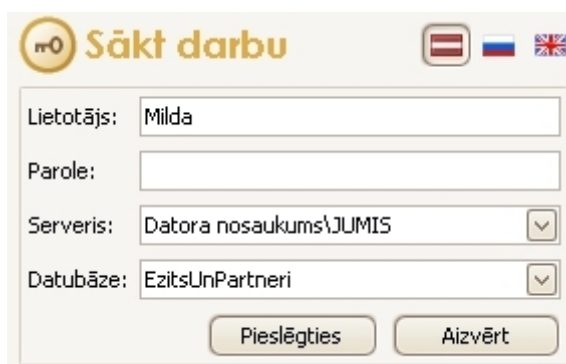 Sākt darbu
Lietotājs: Milda
Parole:
Serveris: Datora nosaukums\JUMIS
Datubāze: EzitsUnPartneri
Pieslēgties Aizvērt